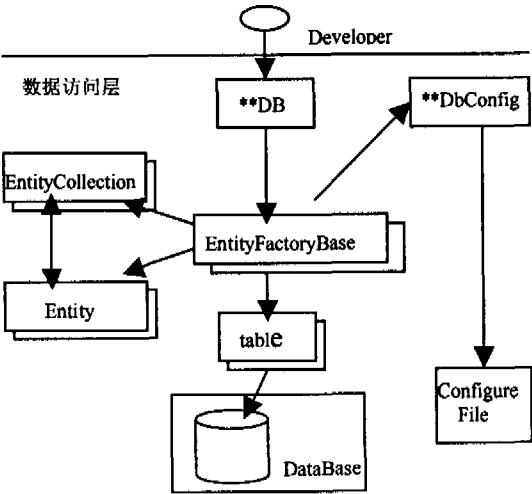 Developer
数据访问层
**DB
**DbConfig
EntityCollection
EntityFactoryBase
Entity
table
Configure
File
DataBase